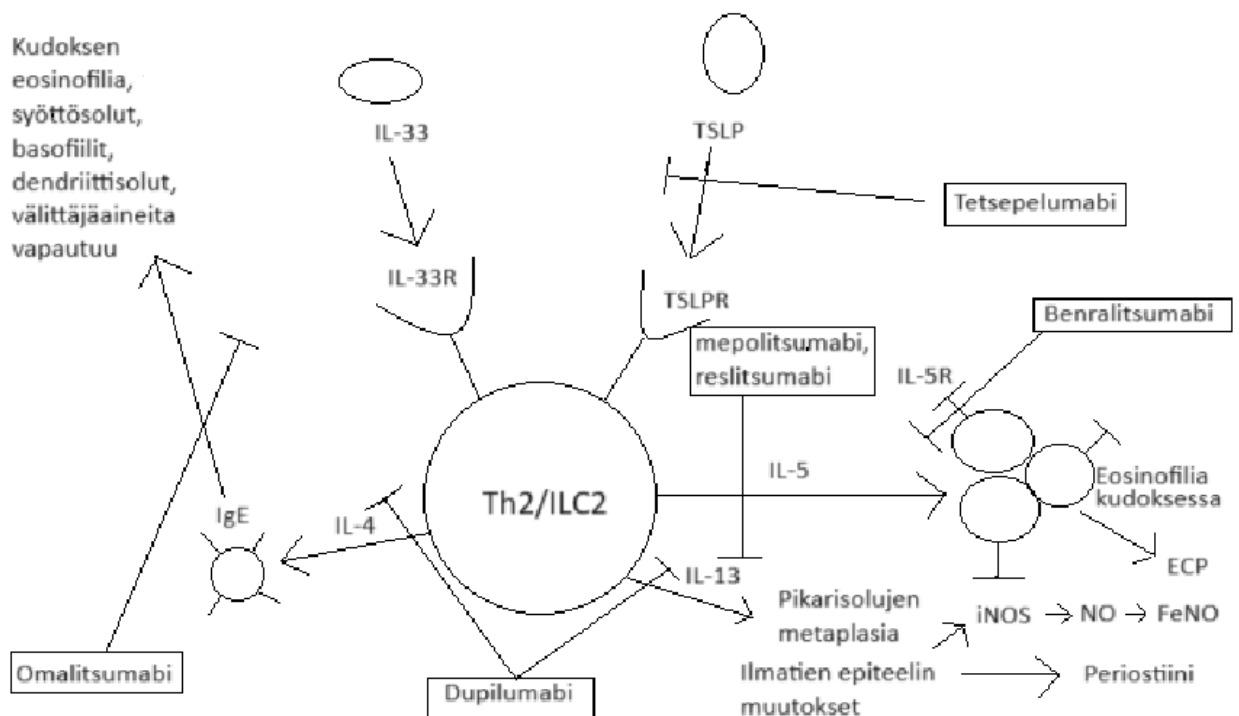 Kudoksen
eosinofilia,
syöttösolut,
basofiilit,
dendriittisolut,
välittäjäaineita
vapautuu
IL-33
TSLP
Tetsepelumabi
IL-33R
TSLPR
Benralitsumabi
mepolitsumabi,
reslitsumabi
IL-5R
IL-5
Eosinofilia
kudoksessa
Th2/ILC2
IgE
IL-4
ECP
IL-13
Pikarisolujen
metaplasia
iNOS
NO
FeNO
Omalitsumabi
Dupilumabi
Ilmatien epiteelin
muutokset
Periostiini